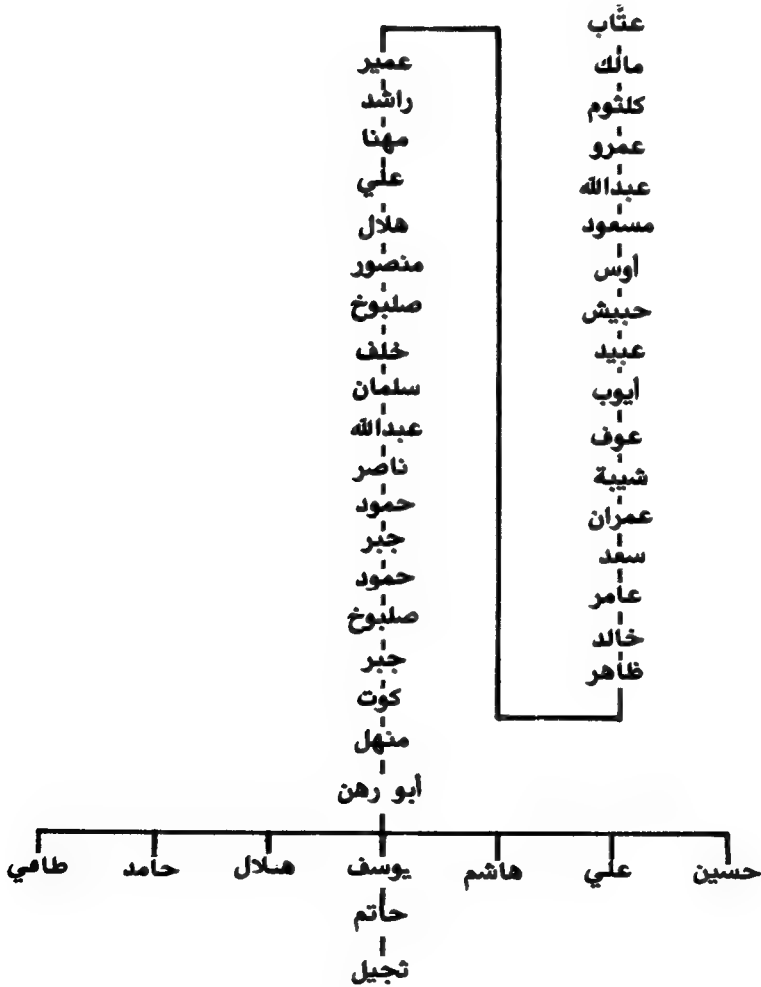 عتَّاب
مالك
كلثوم
عمرو
عبدالله
مسعود
أوس
حبيش
عبيد
أيوب
عوف
شيبة
عمران
سعد
عامر
خالد
ظاهر
عمير
راشد
مهنا
علي
هلال
منصور
صلبوخ
خلف
سلمان
عبدالله
ناصر
حمود
جبر
حمود
صلبوخ
جبر
كوت
منهل
أبو رهن
حسين علي هاشم يوسف هلال حامد طامي
حاتم
ثجيل